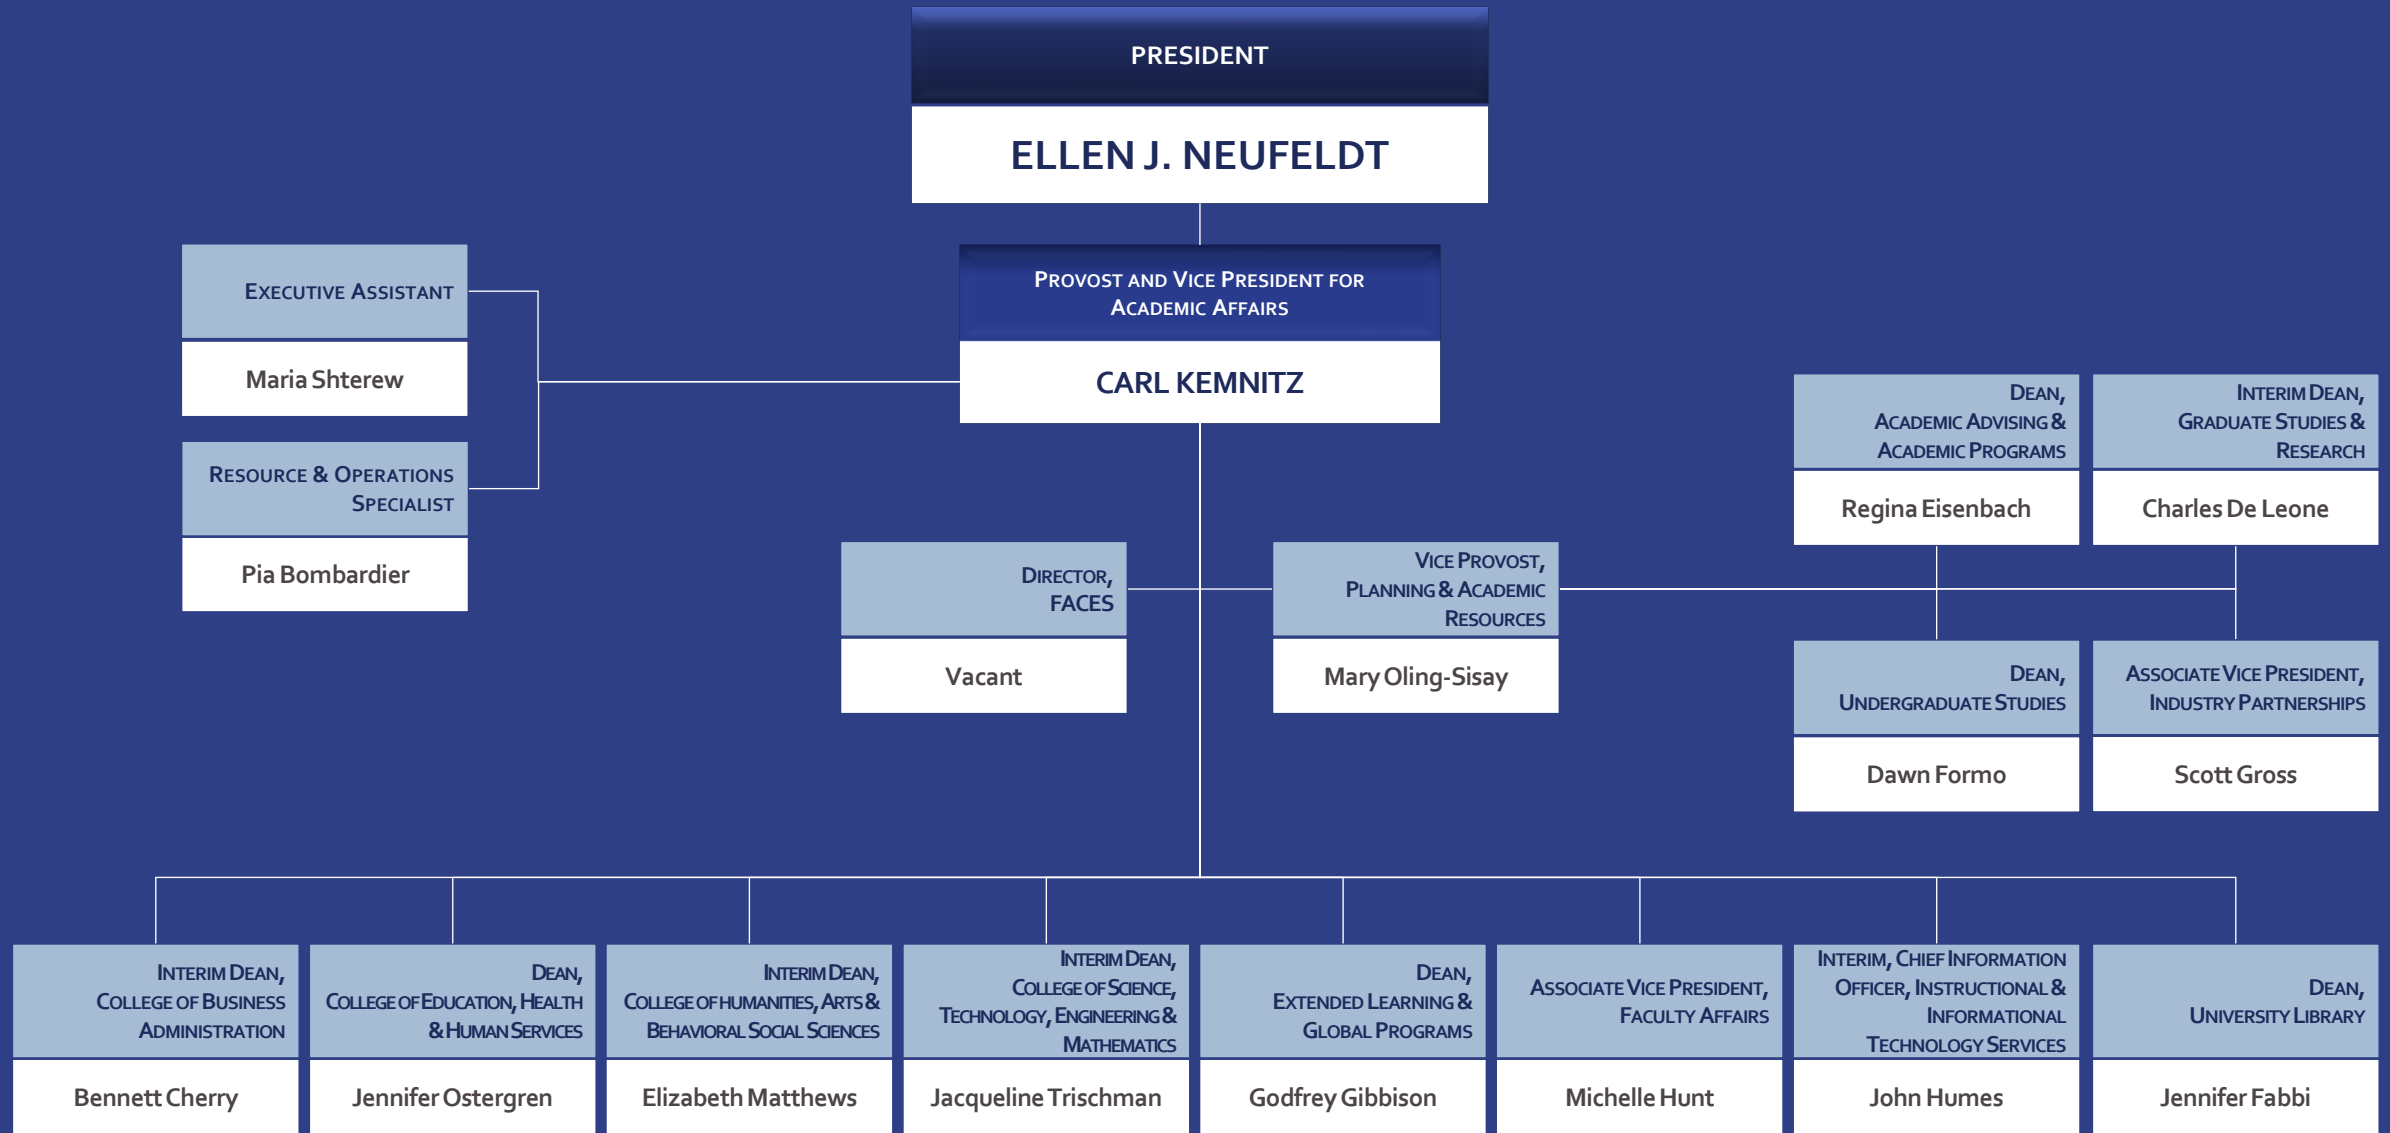 PRESIDENT
ELLEN J. NEUFELDT
EXECUTIVE ASSISTANT
Maria Shterew
PROVOST AND VICE PRESIDENT FOR
ACADEMIC AFFAIRS
CARL KEMNITZ
RESOURCE & OPERATIONS
SPECIALIST
Pia Bombardier
DEAN,
ACADEMIC ADVISING &
ACADEMIC PROGRAMS
Regina Eisenbach
INTERIM DEAN,
GRADUATE STUDIES &
RESEARCH
Charles De Leone
DIRECTOR,
FACES
Vacant
VICE PROVOST,
PLANNING & ACADEMIC
RESOURCES
Mary Oling-Sisay
DEAN,
UNDERGRADUATE STUDIES
Dawn Formo
ASSOCIATE VICE PRESIDENT,
INDUSTRY PARTNERSHIPS
Scott Gross
INTERIM DEAN,
COLLEGE OF BUSINESS
ADMINISTRATION
Bennett Cherry
DEAN,
COLLEGE OF EDUCATION, HEALTH
& HUMAN SERVICES
Jennifer Ostergren
INTERIM DEAN,
COLLEGE OF HUMANITIES, ARTS &
BEHAVIORAL SOCIAL SCIENCES
Elizabeth Matthews
INTERIM DEAN,
COLLEGE OF SCIENCE,
TECHNOLOGY, ENGINEERING &
MATHEMATICS
Jacqueline Trischman
DEAN,
EXTENDED LEARNING &
GLOBAL PROGRAMS
Godfrey Gibbison
ASSOCIATE VICE PRESIDENT,
FACULTY AFFAIRS
Michelle Hunt
INTERIM, CHIEF INFORMATION
OFFICER, INSTRUCTIONAL &
INFORMATIONAL
TECHNOLOGY SERVICES
John Humes
DEAN,
UNIVERSITY LIBRARY
Jennifer Fabbi